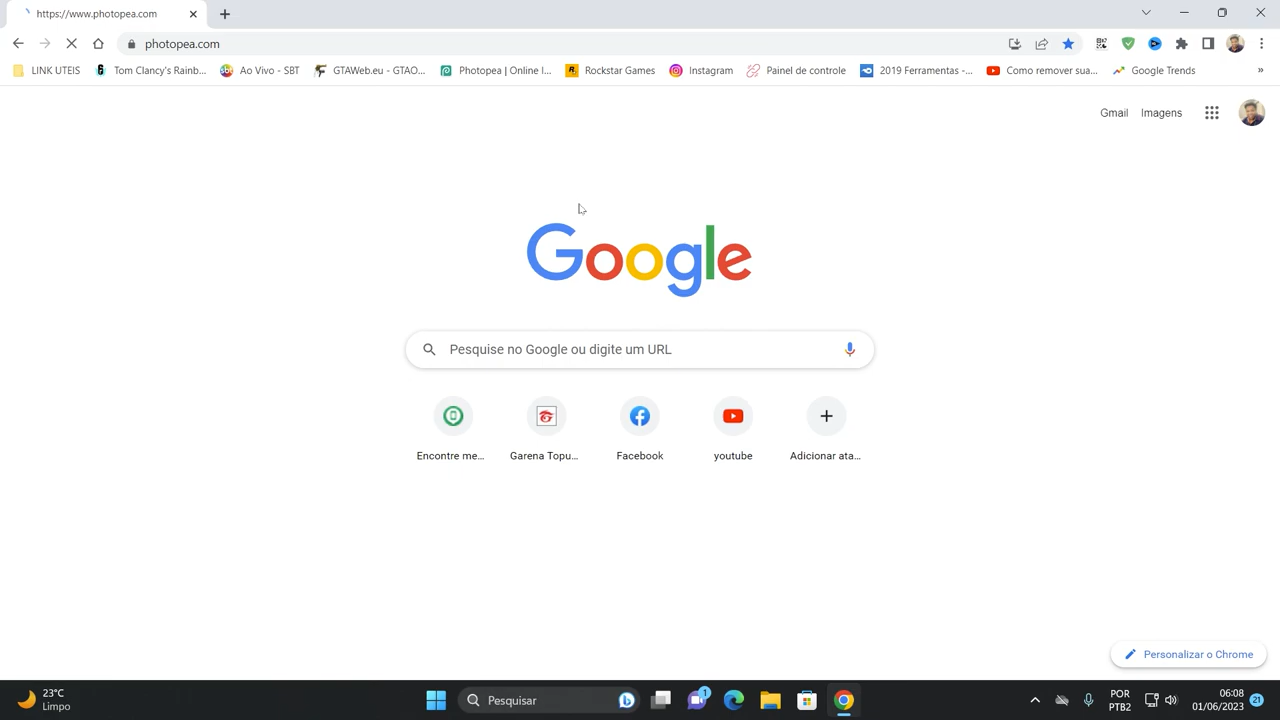 https://www.photopea.com
photopea.com
LINK UTEIS
Tom Clancy's Rainb...
Ao Vivo - SBT
GTAWeb.eu - GTAO...
Photopea | Online I...
Rockstar Games
Instagram
Painel de controle
2019 Ferramentas -...
Como remover sua...
Google Trends
»
Gmail Imagens
Google
Pesquise no Google ou digite um URL
Encontre me...
Garena Topu...
Facebook
youtube
Adicionar ata...
Personalizar o Chrome
23°C
Limpo
Pesquisar
1
POR
PTB2
06:08
01/06/2023
21